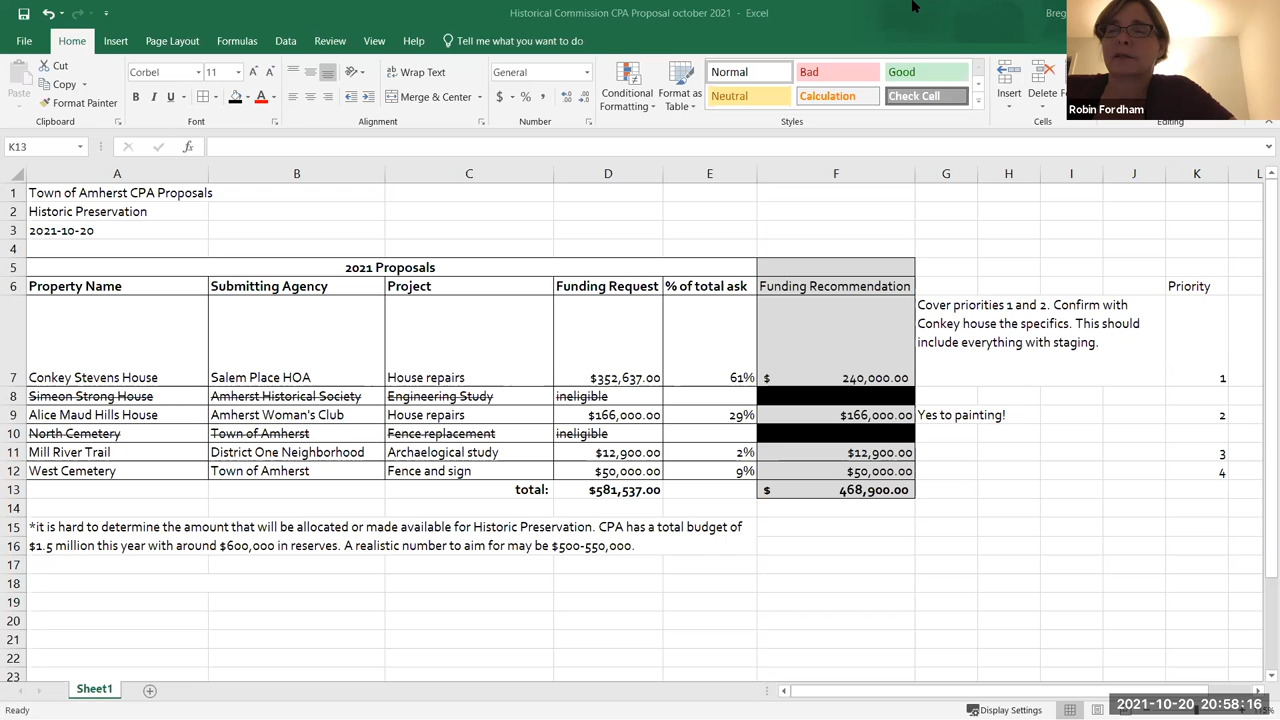 Historical Commission CPA Proposal october 2021 - Excel
Breg
File Home Insert Page Layout Formulas Data Review View Help Tell me what you want to do
Paste
Cut
Copy
Format Painter
Clipboard
Corbel 11
B I U
Font
Wrap Text
Merge & Center
Alignment
General
$ % ,
Number
Conditional Formatting
Format as Table
Normal Bad Good
Neutral Calculation Check Cell
Styles
Insert Delete
Cells
Editing
Robin Fordham
K13
fx
A B C D E F G H I J K L
1 Town of Amherst CPA Proposals
2 Historic Preservation
3 2021-10-20
4
5 2021 Proposals
6 Property Name Submitting Agency Project Funding Request % of total ask Funding Recommendation Priority
Cover priorities 1 and 2. Confirm with
Conkey house the specifics. This should
include everything with staging.
7 Conkey Stevens House Salem Place HOA House repairs $352,637.00 61% $ 240,000.00 1
8 Simeon Strong House Amherst Historical Society Engineering Study ineligible
9 Alice Maud Hills House Amherst Woman's Club House repairs $166,000.00 29% $166,000.00 Yes to painting! 2
10 North Cemetery Town of Amherst Fence replacement ineligible
11 Mill River Trail District One Neighborhood Archaelogical study $12,900.00 2% $12,900.00 3
12 West Cemetery Town of Amherst Fence and sign $50,000.00 9% $50,000.00 4
13 total: $581,537.00 $ 468,900.00
14
15 *it is hard to determine the amount that will be allocated or made available for Historic Preservation. CPA has a total budget of
16 $1.5 million this year with around $600,000 in reserves. A realistic number to aim for may be $500-550,000.
17
18
19
20
21
22
23
Sheet1
Ready
Display Settings
2021-10-20 20:58:16